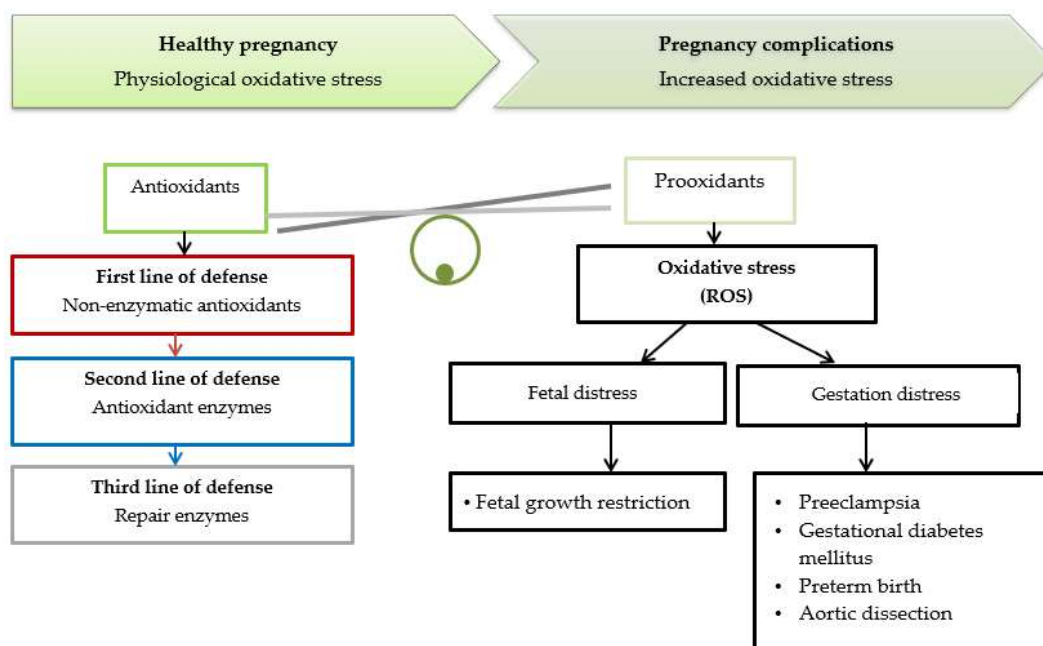 Healthy pregnancy
Physiological oxidative stress
Pregnancy complications
Increased oxidative stress
Antioxidants
Prooxidants
First line of defense
Non-enzymatic antioxidants
Second line of defense
Antioxidant enzymes
Third line of defense
Repair enzymes
Oxidative stress
(ROS)
Fetal distress
Gestation distress
• Fetal growth restriction
• Preeclampsia
• Gestational diabetes
mellitus
• Preterm birth
• Aortic dissection